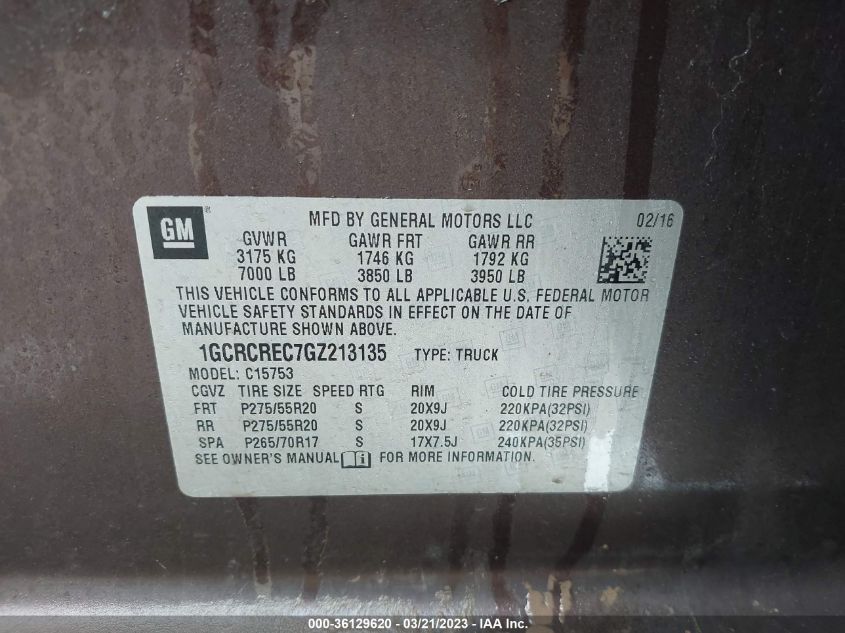 GM
MFD BY GENERAL MOTORS LLC 02/16
GVWR GAWR FRT GAWR RR
3175 KG 1746 KG 1792 KG
7000 LB 3850 LB 3950 LB
THIS VEHICLE CONFORMS TO ALL APPLICABLE U.S. FEDERAL MOTOR
VEHICLE SAFETY STANDARDS IN EFFECT ON THE DATE OF
MANUFACTURE SHOWN ABOVE.
1GCRCREC7GZ213135 TYPE: TRUCK
MODEL: C15753
CGVZ TIRE SIZE SPEED RTG RIM COLD TIRE PRESSURE
FRT P275/55R20 S 20X9J 220KPA(32PSI)
RR P275/55R20 S 20X9J 220KPA(32PSI)
SPA P265/70R17 S 17X7.5J 240KPA(35PSI)
SEE OWNER'S MANUAL FOR MORE INFORMATION.
000-36129620 - 03/21/2023 - IAA Inc.